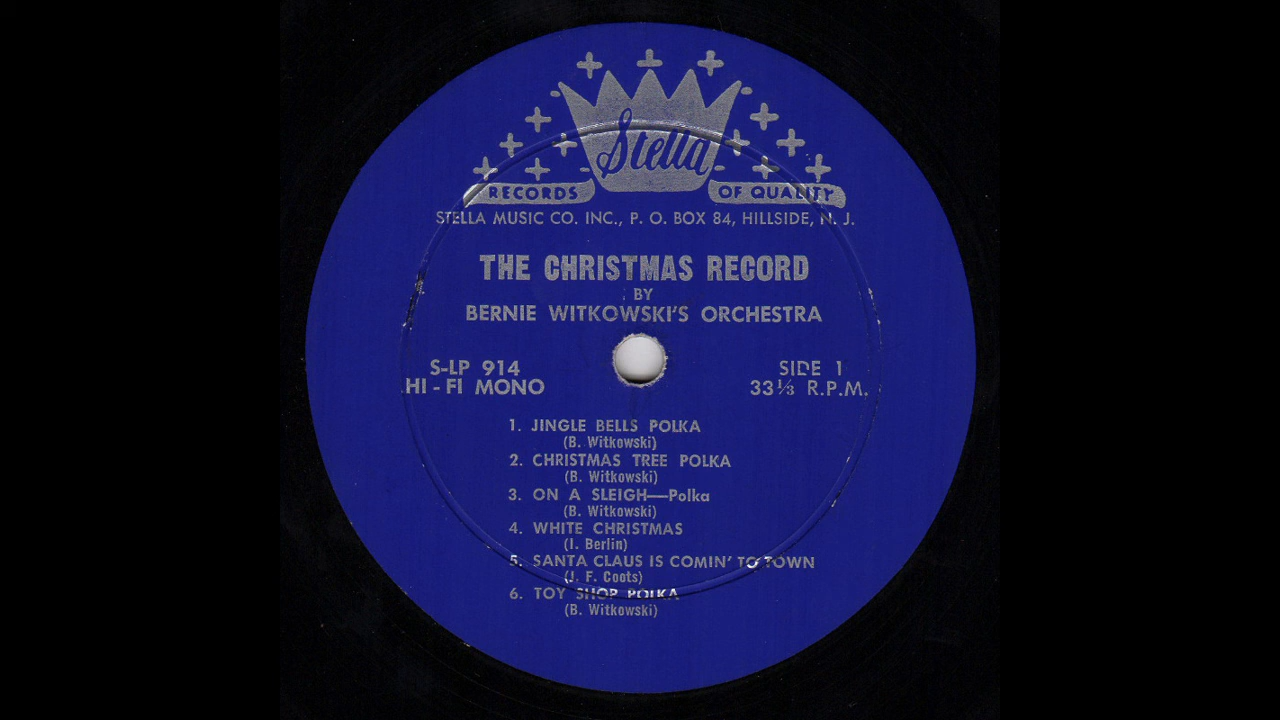 Stella
RECORDS OF QUALITY
STELLA MUSIC CO. INC., P. O. BOX 84, HILLSIDE, N. J.
THE CHRISTMAS RECORD
BY
BERNIE WITKOWSKI'S ORCHESTRA
S-LP 914 SIDE 1
HI-FI MONO 33⅓ R.P.M.
1. JINGLE BELLS POLKA
(B. Witkowski)
2. CHRISTMAS TREE POLKA
(B. Witkowski)
3. ON A SLEIGH—Polka
(B. Witkowski)
4. WHITE CHRISTMAS
(I. Berlin)
5. SANTA CLAUS IS COMIN' TO TOWN
(J. F. Coots)
6. TOY SHOP POLKA
(B. Witkowski)